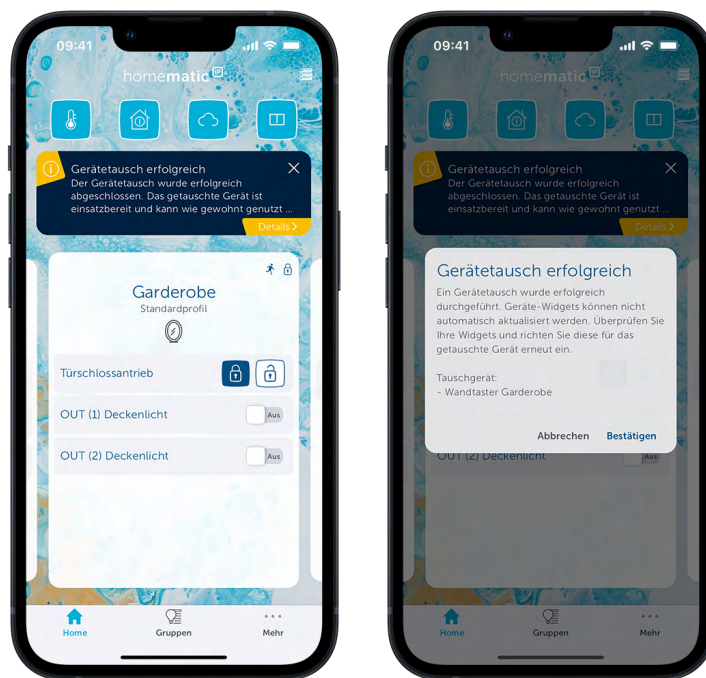 09:41
homematic IP
Gerätetausch erfolgreich
Der Gerätetausch wurde erfolgreich
abgeschlossen. Das getauschte Gerät ist
einsatzbereit und kann wie gewohnt genutzt ...
Details >
Garderobe
Standardprofil
Türschlossantrieb
OUT (1) Deckenlicht
Aus
OUT (2) Deckenlicht
Aus
Home
Gruppen
Mehr
09:41
homematic IP
Gerätetausch erfolgreich
Der Gerätetausch wurde erfolgreich
abgeschlossen. Das getauschte Gerät ist
einsatzbereit und kann wie gewohnt genutzt ...
Details >
Gerätetausch erfolgreich
Ein Gerätetausch wurde erfolgreich
durchgeführt. Geräte-Widgets können nicht
automatisch aktualisiert werden. Überprüfen Sie
Ihre Widgets und richten Sie diese für das
getauschte Gerät erneut ein.
Tauschgerät:
- Wandtaster Garderobe
Abbrechen Bestätigen
OUT (2) Deckenlicht
Aus
Home
Gruppen
Mehr